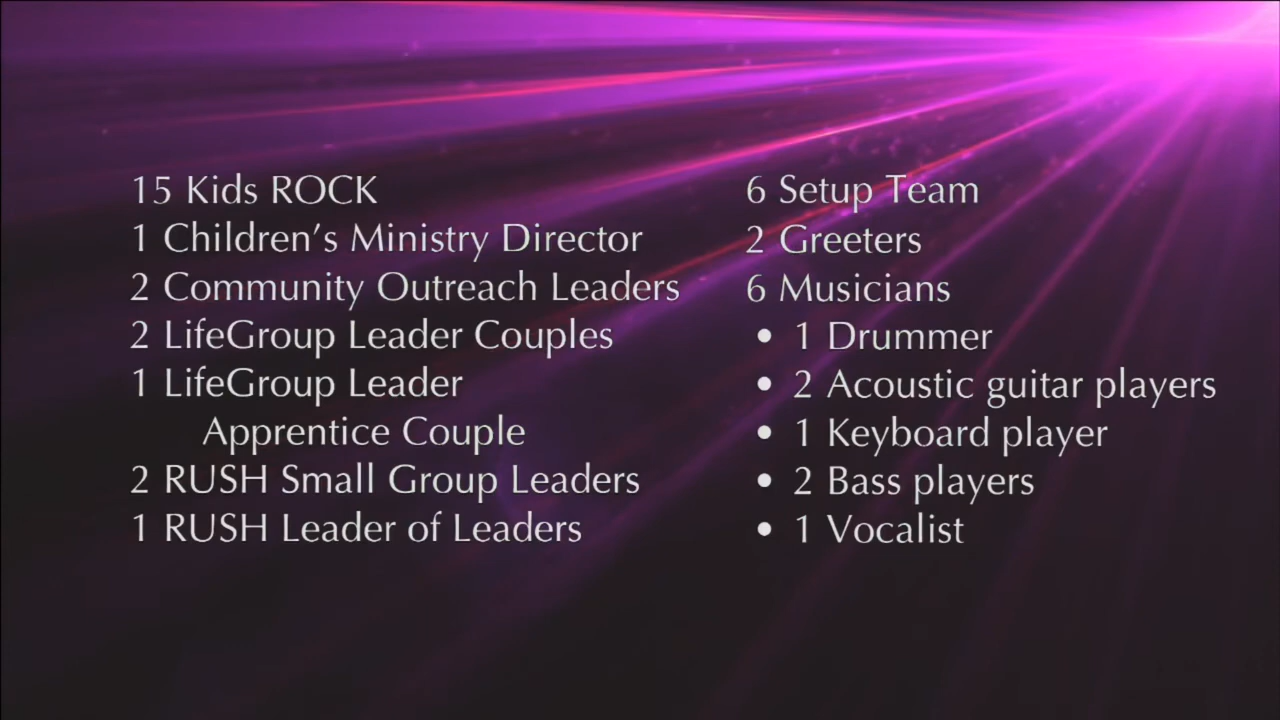 15 Kids ROCK
1 Children’s Ministry Director
2 Community Outreach Leaders
2 LifeGroup Leader Couples
1 LifeGroup Leader
Apprentice Couple
2 RUSH Small Group Leaders
1 RUSH Leader of Leaders
6 Setup Team
2 Greeters
6 Musicians
• 1 Drummer
• 2 Acoustic guitar players
• 1 Keyboard player
• 2 Bass players
• 1 Vocalist